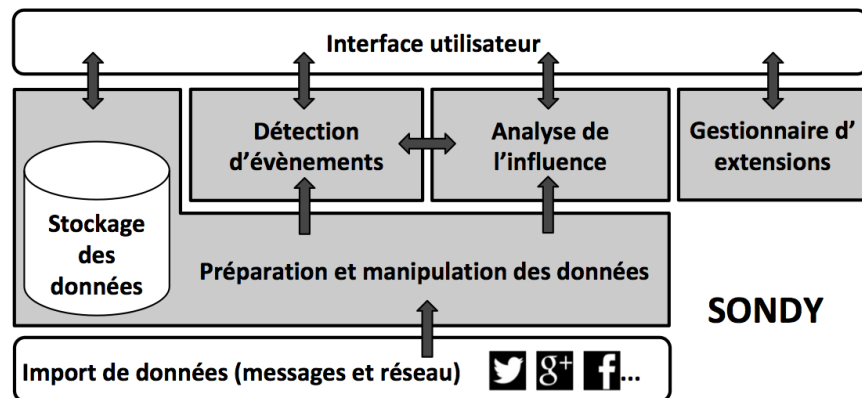 Interface utilisateur
Détection
d'évènements
Analyse de
l'influence
Gestionnaire d'
extensions
Stockage
des
données
Préparation et manipulation des données
SONDY
Import de données (messages et réseau) g+ f...